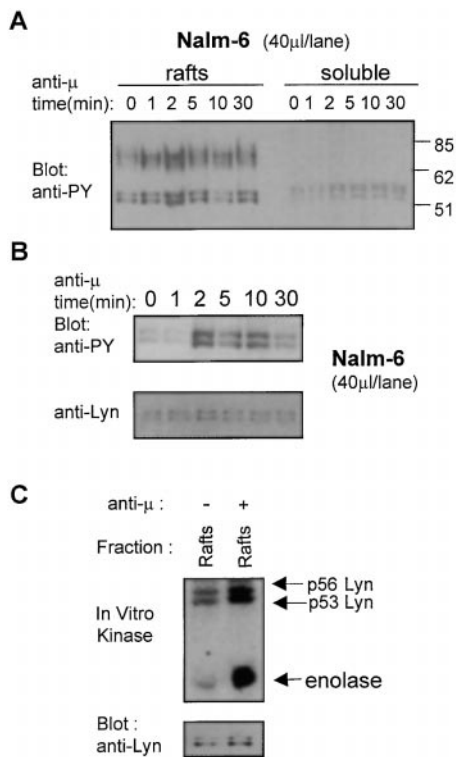 A
Nalm-6 (40µl/lane)
anti-µ rafts soluble
time(min): 0 1 2 5 10 30 0 1 2 5 10 30
Blot:
anti-PY
85
62
51
B
anti-µ
time(min): 0 1 2 5 10 30
Blot:
anti-PY
Nalm-6
(40µl/lane)
anti-Lyn
C
anti-µ : - +
Fraction : Rafts Rafts
In Vitro
Kinase
p56 Lyn
p53 Lyn
enolase
Blot :
anti-Lyn